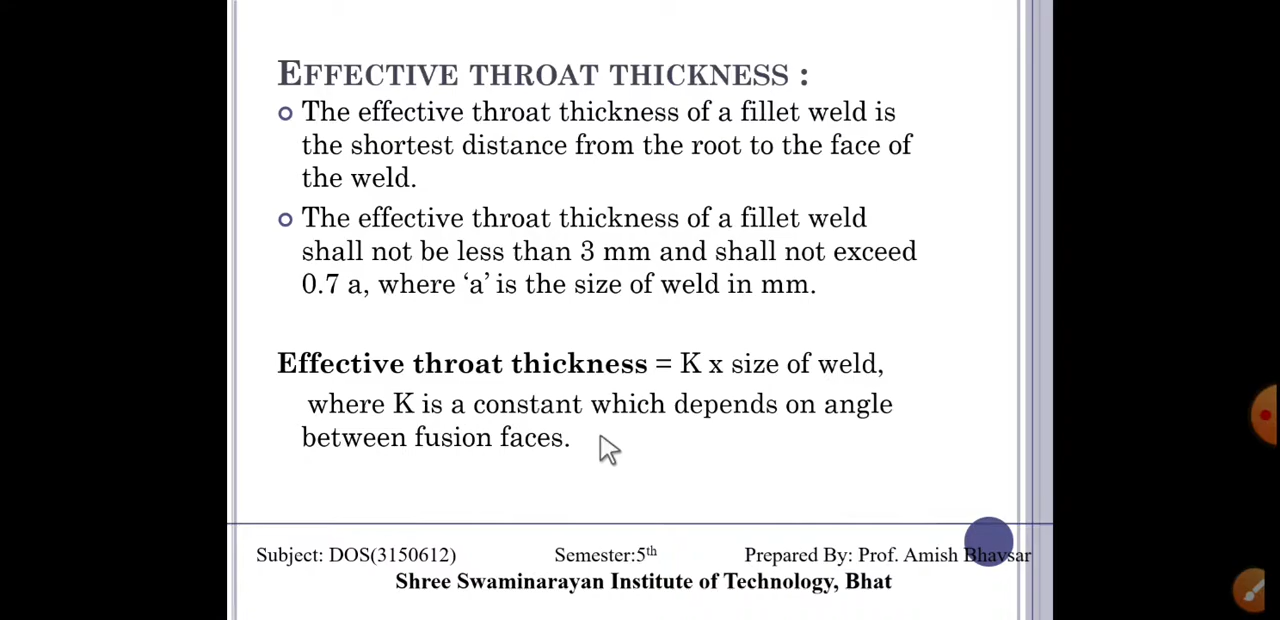 EFFECTIVE THROAT THICKNESS :
The effective throat thickness of a fillet weld is
the shortest distance from the root to the face of
the weld.
The effective throat thickness of a fillet weld
shall not be less than 3 mm and shall not exceed
0.7 a, where ‘a’ is the size of weld in mm.
Effective throat thickness = K x size of weld,
where K is a constant which depends on angle
between fusion faces.
Subject: DOS(3150612) Semester:5th Prepared By: Prof. Amish Bhavsar
Shree Swaminarayan Institute of Technology, Bhat